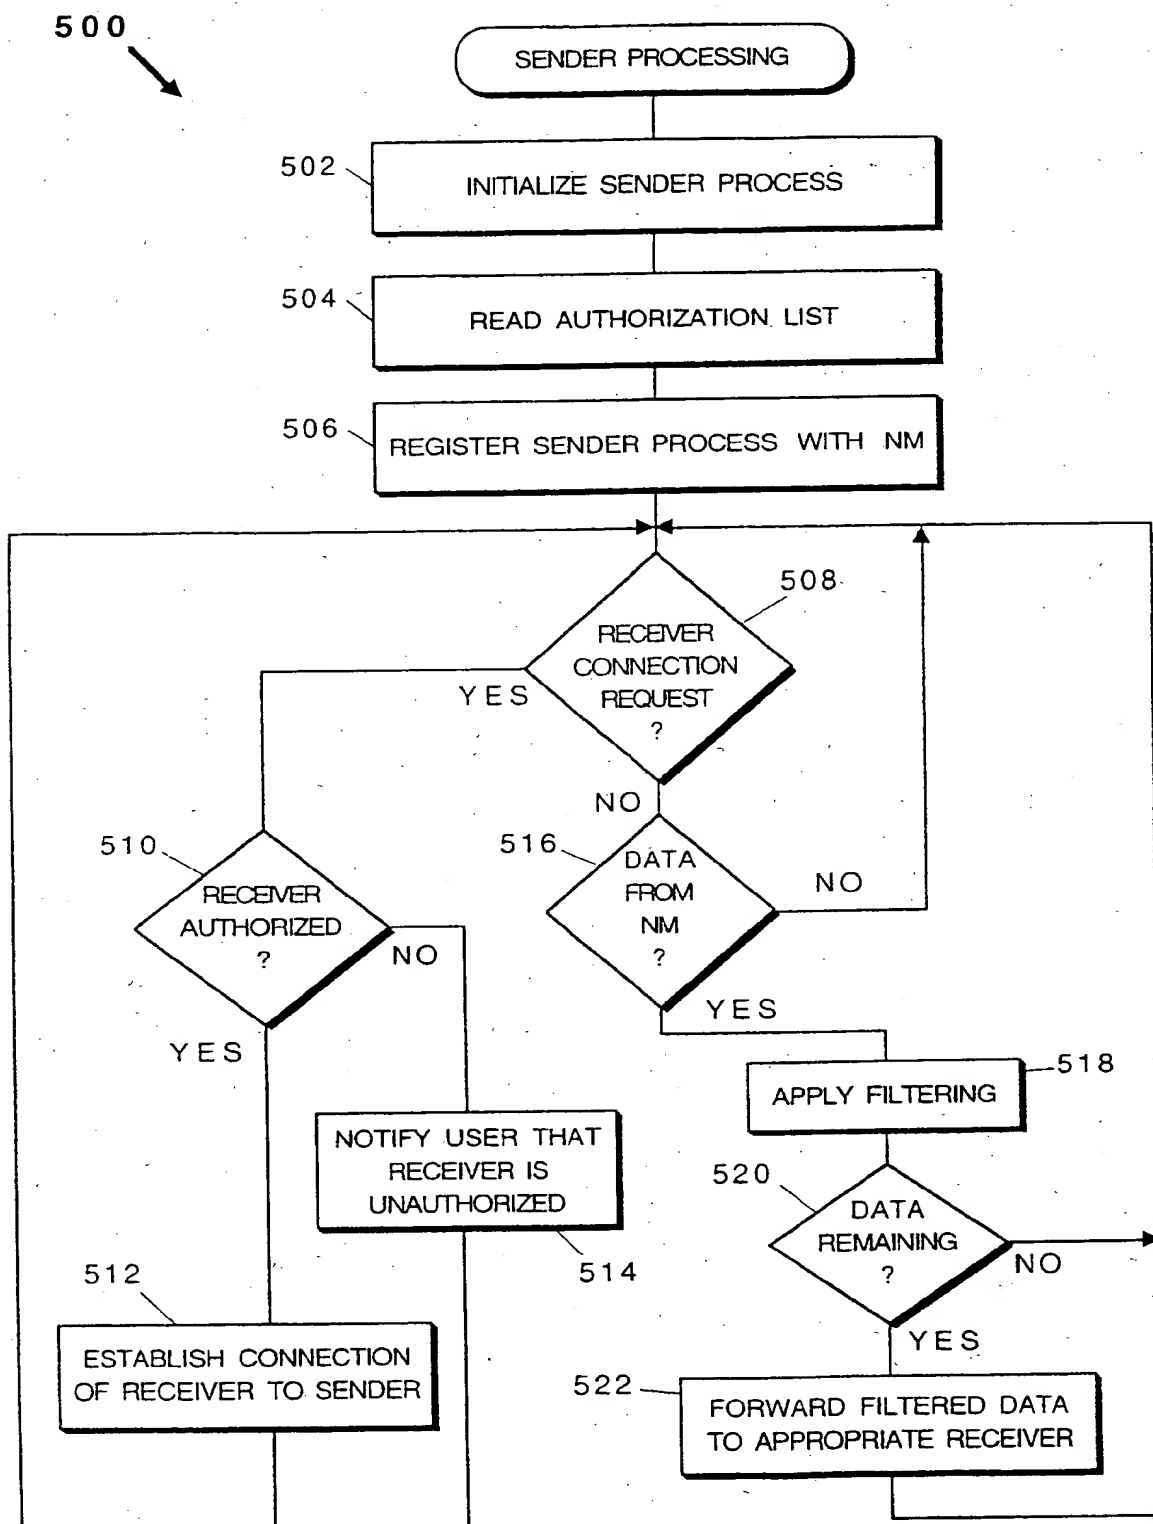 500
SENDER PROCESSING
502
INITIALIZE SENDER PROCESS
504
READ AUTHORIZATION LIST
506
REGISTER SENDER PROCESS WITH NM
508
RECEIVER
CONNECTION
REQUEST
?
YES
NO
510
RECEIVER
AUTHORIZED
?
NO
YES
516
DATA
FROM
NM
?
NO
YES
518
APPLY FILTERING
NOTIFY USER THAT
RECEIVER IS
UNAUTHORIZED
514
520
DATA
REMAINING
?
NO
YES
512
ESTABLISH CONNECTION
OF RECEIVER TO SENDER
522
FORWARD FILTERED DATA
TO APPROPRIATE RECEIVER